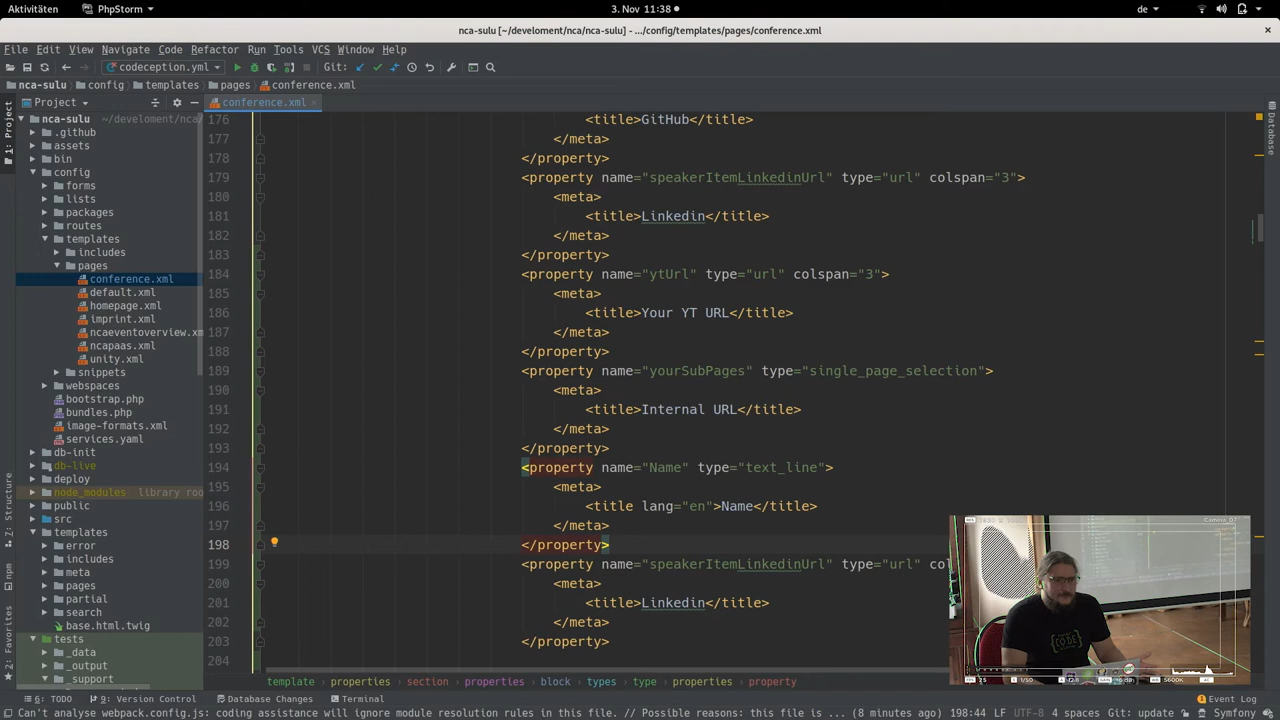 Aktivitäten PhpStorm 3. Nov 11:38 de
nca-sulu [~/develoment/nca/nca-sulu] - .../config/templates/pages/conference.xml
File Edit View Navigate Code Refactor Run Tools VCS Window Help
codeception.yml Git:
nca-sulu config templates pages conference.xml
Project conference.xml
1: Project
Database
nca-sulu ~/develoment/nca/
.github
assets
bin
config
forms
lists
packages
routes
templates
includes
pages
conference.xml
default.xml
homepage.xml
imprint.xml
ncaeventoverview.xm
ncapaas.xml
unity.xml
snippets
webspaces
bootstrap.php
bundles.php
image-formats.xml
services.yaml
db-init
db-live
deploy
node_modules library roo
public
src
templates
error
includes
meta
pages
partial
search
base.html.twig
tests
_data
_output
_support
7: Structure
npm
2: Favorites
176 <title>GitHub</title>
177 </meta>
178 </property>
179 <property name="speakerItemLinkedinUrl" type="url" colspan="3">
180 <meta>
181 <title>Linkedin</title>
182 </meta>
183 </property>
184 <property name="ytUrl" type="url" colspan="3">
185 <meta>
186 <title>Your YT URL</title>
187 </meta>
188 </property>
189 <property name="yourSubPages" type="single_page_selection">
190 <meta>
191 <title>Internal URL</title>
192 </meta>
193 </property>
194 <property name="Name" type="text_line">
195 <meta>
196 <title lang="en">Name</title>
197 </meta>
198 </property>
199 <property name="speakerItemLinkedinUrl" type="url" col
200 <meta>
201 <title>Linkedin</title>
202 </meta>
203 </property>
204
CODE
5600K
template properties section properties block types type properties property
6: TODO 9: Version Control Database Changes Terminal Event Log
Can't analyse webpack.config.js: coding assistance will ignore module resolution rules in this file. // Possible reasons: this file is p... (8 minutes ago) 198:44 LF UTF-8 4 spaces Git: update Symfony